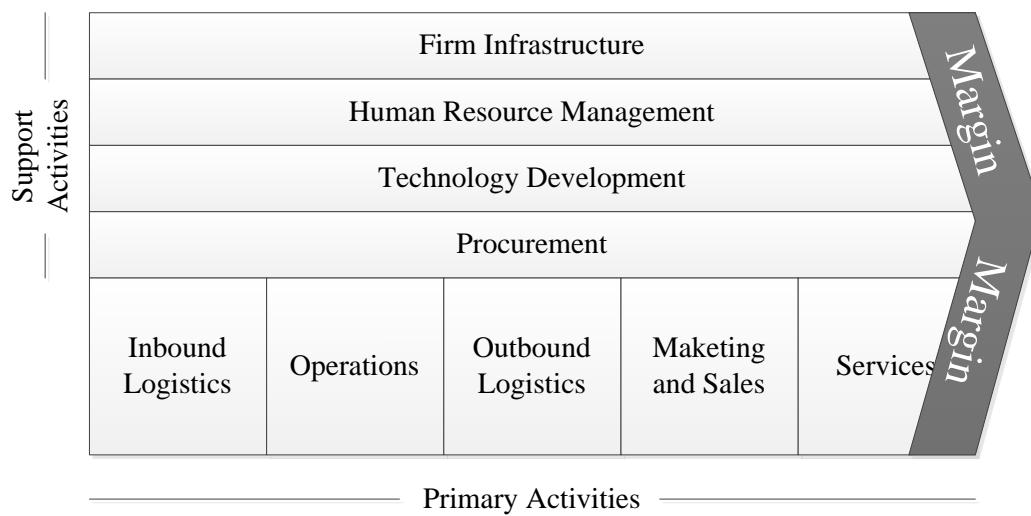 Firm Infrastructure
Human Resource Management
Technology Development
Procurement
Support
Activities
Margin
Margin
Inbound
Logistics
Operations
Outbound
Logistics
Maketing
and Sales
Services
Primary Activities